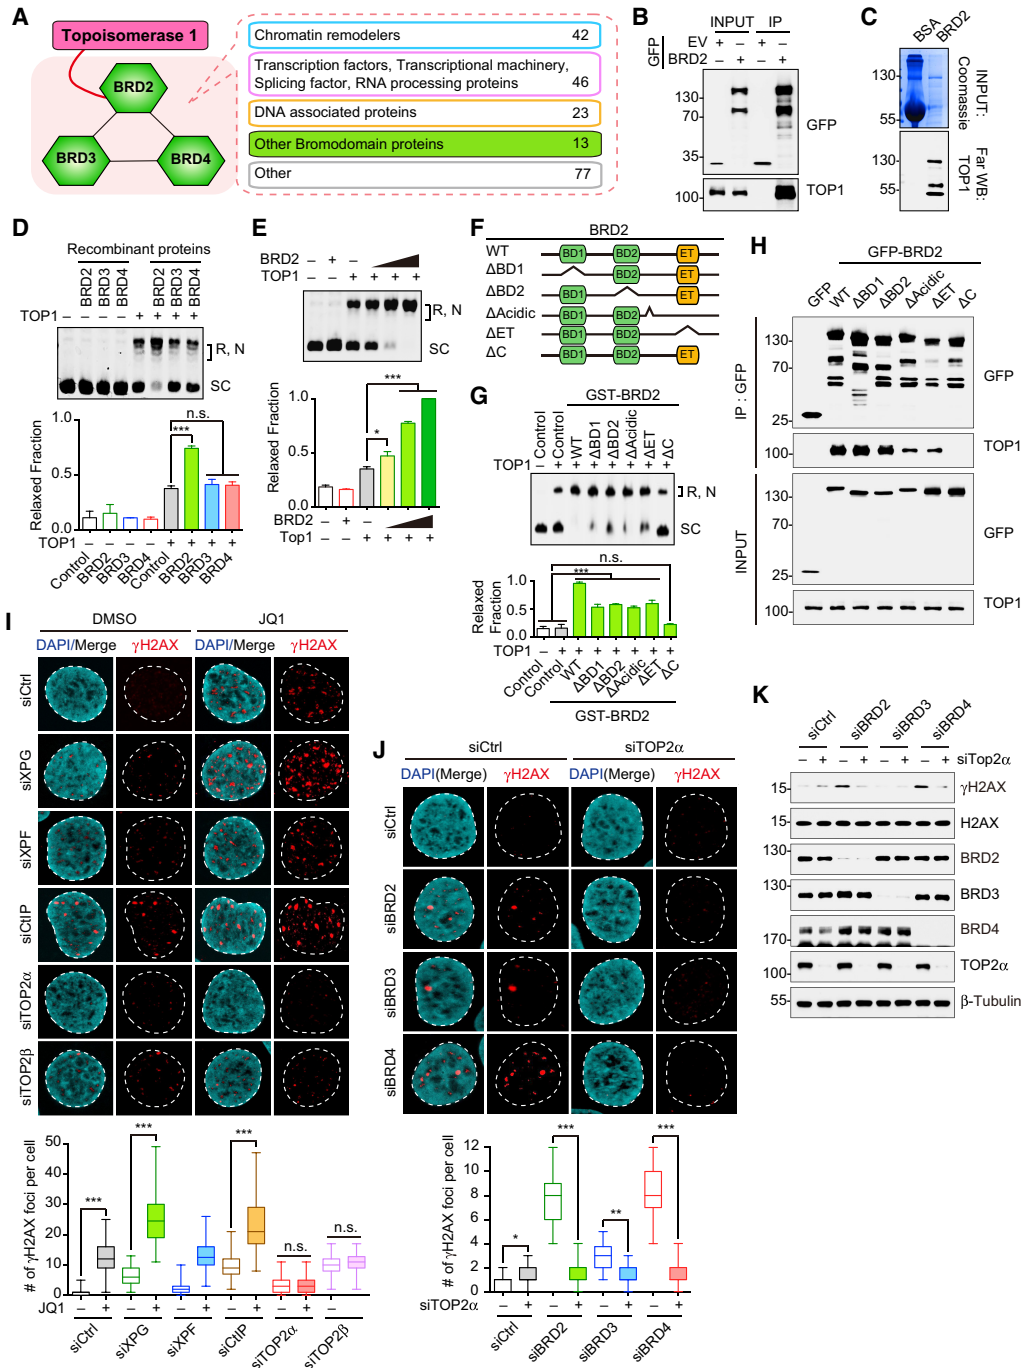 A
Topoisomerase 1
BRD2
BRD3
BRD4
Chromatin remodelers 42
Transcription factors, Transcriptional machinery,
Splicing factor, RNA processing proteins 46
DNA associated proteins 23
Other Bromodomain proteins 13
Other 77
B
INPUT IP
GFP
EV + – + –
BRD2 – + – +
130
70
35
GFP
100
TOP1
C
BSA
BRD2
130
55
INPUT:
Coomassie
130
55
Far WB:
TOP1
D
Recombinant proteins
– BRD2 BRD3 BRD4 – BRD2 BRD3 BRD4
TOP1 – – – – + + + +
R, N
SC
Relaxed Fraction
1.0
0.5
0.0
n.s.
***
TOP1 – – – – + + + +
Control BRD2 BRD3 BRD4 Control BRD2 BRD3 BRD4
E
BRD2 – + –
TOP1 – – + + + +
R, N
SC
Relaxed Fraction
1.0
0.5
0.0
***
*
BRD2 – + –
Top1 – – + + + +
F
BRD2
WT BD1 BD2 ET
ΔBD1 BD2 ET
ΔBD2 BD1 ET
ΔAcidic BD1 BD2
ΔET BD1 BD2
ΔC BD1 BD2 ET
G
GST-BRD2
Control Control WT ΔBD1 ΔBD2 ΔAcidic ΔET ΔC
TOP1 – + + + + + + +
R, N
SC
Relaxed
Fraction
1.0
0.5
0.0
n.s.
***
TOP1 – + + + + + + +
Control Control WT ΔBD1 ΔBD2 ΔAcidic ΔET ΔC
GST-BRD2
H
GFP-BRD2
GFP WT ΔBD1 ΔBD2 ΔAcidic ΔET ΔC
IP : GFP
130
70
25
GFP
100
TOP1
INPUT
130
70
25
GFP
100
TOP1
I
DMSO JQ1
DAPI/Merge γH2AX DAPI/Merge γH2AX
siCtrl
siXPG
siXPF
siCtIP
siTOP2α
siTOP2β
# of γH2AX foci per cell
50
40
30
20
10
0
*** *** *** n.s. n.s.
JQ1 – + – + – + – + – + – +
siCtrl siXPG siXPF siCtIP siTOP2α siTOP2β
J
siCtrl siTOP2α
DAPI(Merge) γH2AX DAPI(Merge) γH2AX
siCtrl
siBRD2
siBRD3
siBRD4
# of γH2AX foci per cell
12
10
8
6
4
2
0
* *** ** ***
siTOP2α – + – + – + – +
siCtrl siBRD2 siBRD3 siBRD4
K
siCtrl siBRD2 siBRD3 siBRD4
– + – + – + – + siTop2α
15 γH2AX
15 H2AX
130 BRD2
130 BRD3
170 BRD4
100 TOP2α
55 β-Tubulin